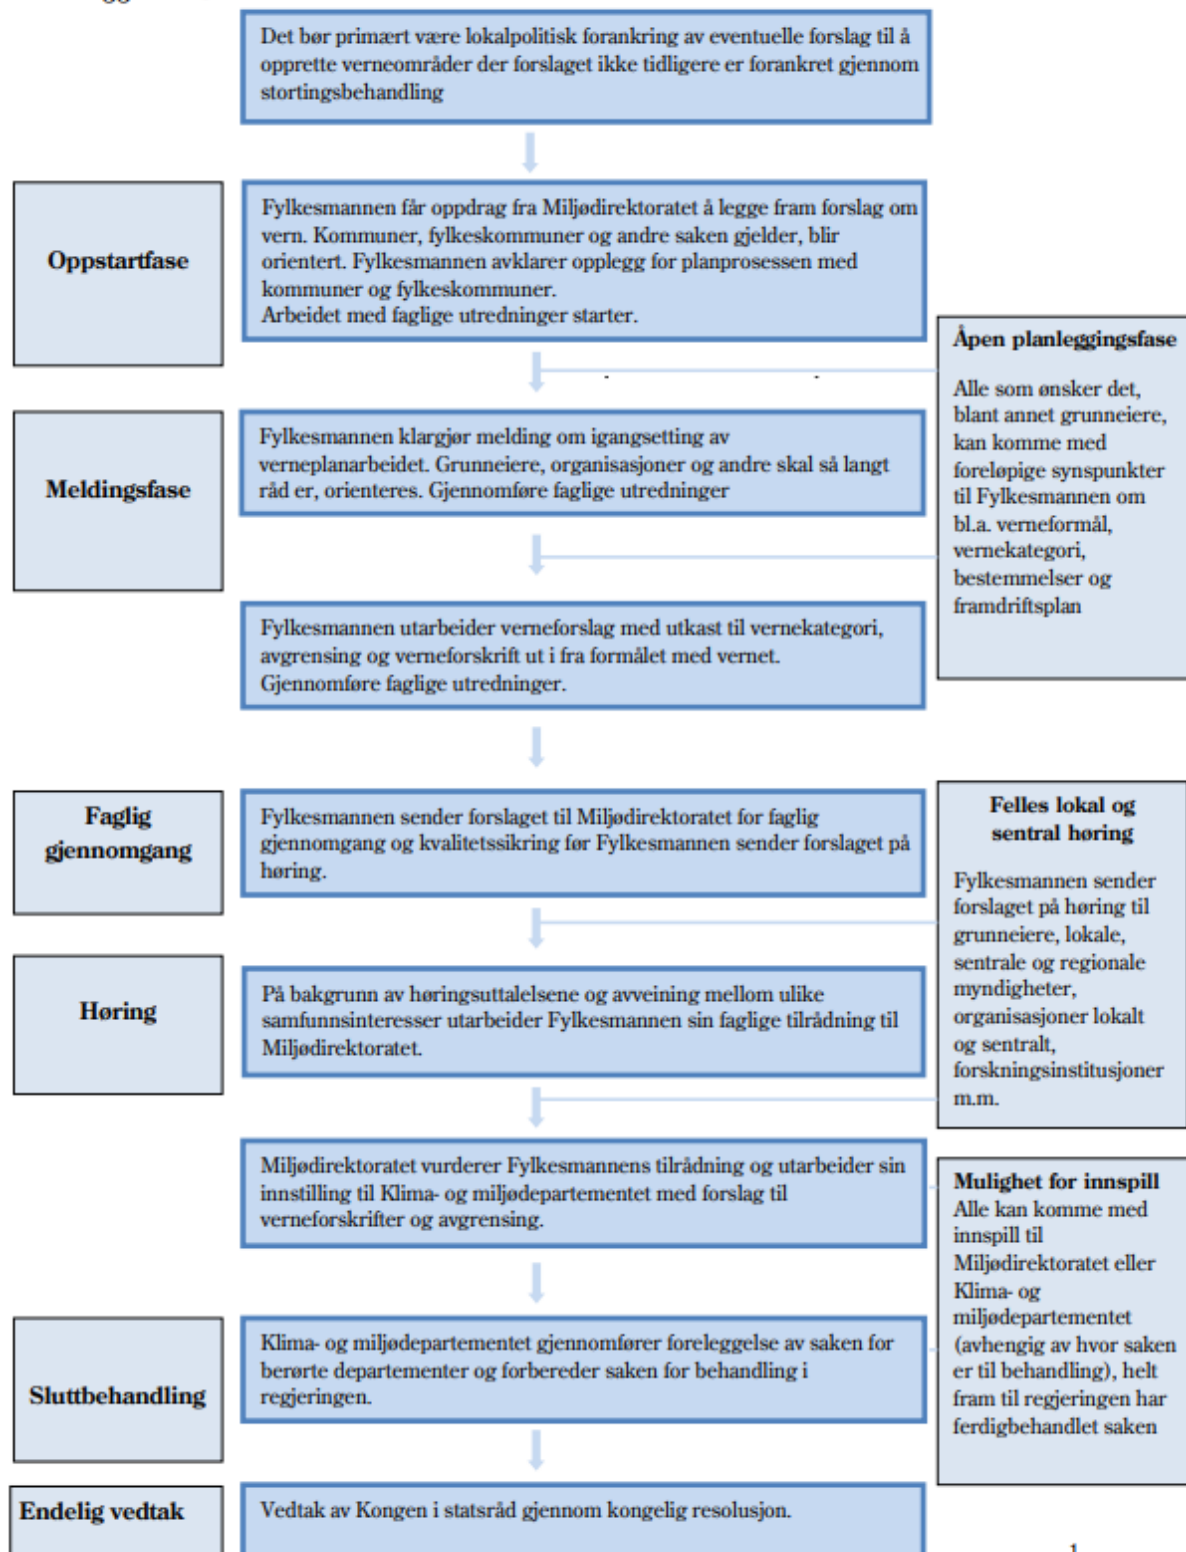 Det bør primært være lokalpolitisk forankring av eventuelle forslag til å
opprette verneområder der forslaget ikke tidligere er forankret gjennom
stortingsbehandling
Oppstartfase
Fylkesmannen får oppdrag fra Miljødirektoratet å legge fram forslag om
vern. Kommuner, fylkeskommuner og andre saken gjelder, blir
orientert. Fylkesmannen avklarer opplegg for planprosessen med
kommuner og fylkeskommuner.
Arbeidet med faglige utredninger starter.
Åpen planleggingsfase
Alle som ønsker det,
blant annet grunneiere,
kan komme med
foreløpige synspunkter
til Fylkesmannen om
bl.a. verneformål,
vernekategori,
bestemmelser og
framdriftsplan
Meldingsfase
Fylkesmannen klargjør melding om igangsetting av
verneplanarbeidet. Grunneiere, organisasjoner og andre skal så langt
råd er, orienteres. Gjennomføre faglige utredninger
Fylkesmannen utarbeider verneforslag med utkast til vernekategori,
avgrensing og verneforskrift ut i fra formålet med vernet.
Gjennomføre faglige utredninger.
Faglig
gjennomgang
Fylkesmannen sender forslaget til Miljødirektoratet for faglig
gjennomgang og kvalitetssikring før Fylkesmannen sender forslaget på
høring.
Felles lokal og
sentral høring
Fylkesmannen sender
forslaget på høring til
grunneiere, lokale,
sentrale og regionale
myndigheter,
organisasjoner lokalt
og sentralt,
forskningsinstitusjoner
m.m.
Høring
På bakgrunn av høringsuttalelsene og avveining mellom ulike
samfunnsinteresser utarbeider Fylkesmannen sin faglige tilrådning til
Miljødirektoratet.
Miljødirektoratet vurderer Fylkesmannens tilrådning og utarbeider sin
innstilling til Klima- og miljødepartementet med forslag til
verneforskrifter og avgrensing.
Mulighet for innspill
Alle kan komme med
innspill til
Miljødirektoratet eller
Klima- og
miljødepartementet
(avhengig av hvor saken
er til behandling), helt
fram til regjeringen har
ferdigbehandlet saken
Sluttbehandling
Klima- og miljødepartementet gjennomfører foreleggelse av saken for
berørte departementer og forbereder saken for behandling i
regjeringen.
Endelig vedtak
Vedtak av Kongen i statsråd gjennom kongelig resolusjon.
1